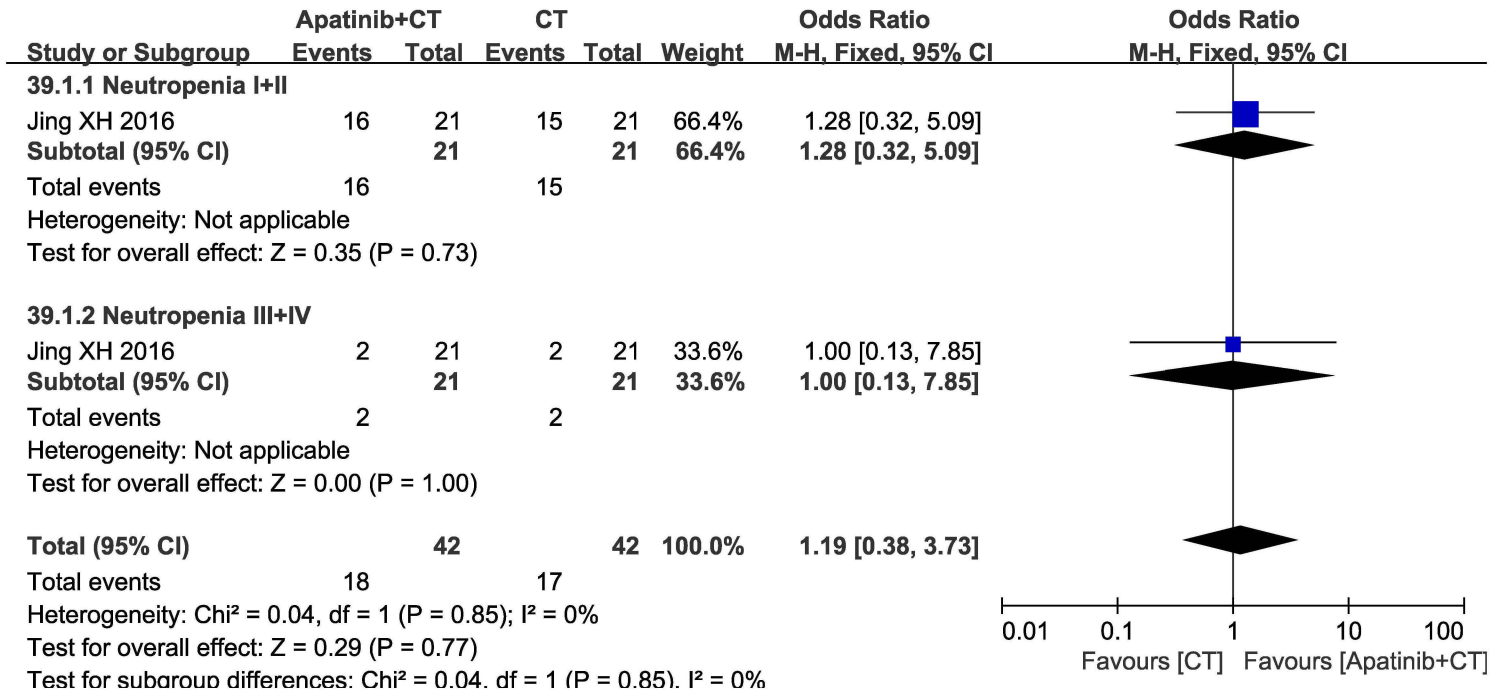 Apatinib+CT CT Odds Ratio Odds Ratio
Study or Subgroup Events Total Events Total Weight M-H, Fixed, 95% CI M-H, Fixed, 95% CI
39.1.1 Neutropenia I+II
Jing XH 2016 16 21 15 21 66.4% 1.28 [0.32, 5.09]
Subtotal (95% CI) 21 21 66.4% 1.28 [0.32, 5.09]
Total events 16 15
Heterogeneity: Not applicable
Test for overall effect: Z = 0.35 (P = 0.73)
39.1.2 Neutropenia III+IV
Jing XH 2016 2 21 2 21 33.6% 1.00 [0.13, 7.85]
Subtotal (95% CI) 21 21 33.6% 1.00 [0.13, 7.85]
Total events 2 2
Heterogeneity: Not applicable
Test for overall effect: Z = 0.00 (P = 1.00)
Total (95% CI) 42 42 100.0% 1.19 [0.38, 3.73]
Total events 18 17
Heterogeneity: Chi² = 0.04, df = 1 (P = 0.85); I² = 0%
Test for overall effect: Z = 0.29 (P = 0.77)
Test for subgroup differences: Chi² = 0.04, df = 1 (P = 0.85), I² = 0%
0.01 0.1 1 10 100
Favours [CT] Favours [Apatinib+CT]